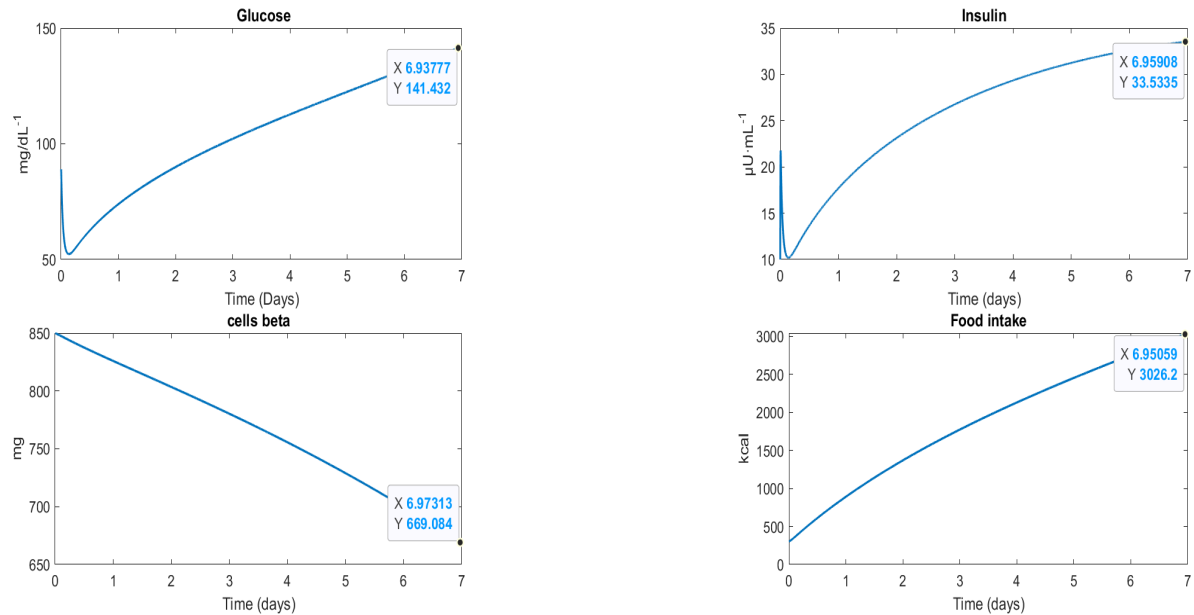 Glucose
150
100
50
mg/dL⁻¹
X 6.93777
Y 141.432
0 1 2 3 4 5 6 7
Time (Days)
Insulin
35
30
25
20
15
10
µU·mL⁻¹
X 6.95908
Y 33.5335
0 1 2 3 4 5 6 7
Time (days)
cells beta
850
800
750
700
650
mg
X 6.97313
Y 669.084
0 1 2 3 4 5 6 7
Time (days)
Food intake
3000
2500
2000
1500
1000
500
0
kcal
X 6.95059
Y 3026.2
0 1 2 3 4 5 6 7
Time (days)